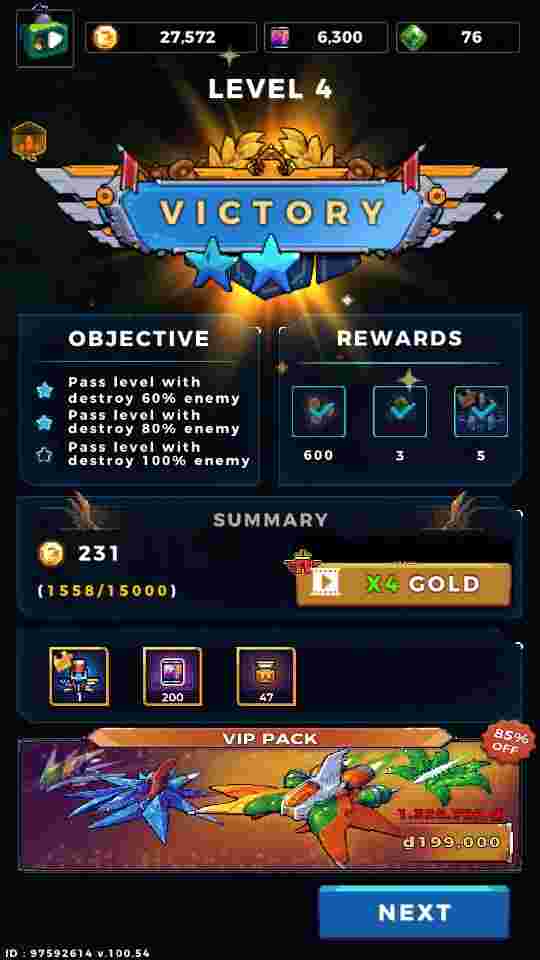 27,572
6,300
76
LEVEL 4
VICTORY
OBJECTIVE
Pass level with
destroy 60% enemy
Pass level with
destroy 80% enemy
Pass level with
destroy 100% enemy
REWARDS
600
3
5
SUMMARY
231
(1558/15000)
X4 GOLD
1
200
47
VIP PACK
85%
OFF
đ199,000
NEXT
ID : 97592614 v.100.54